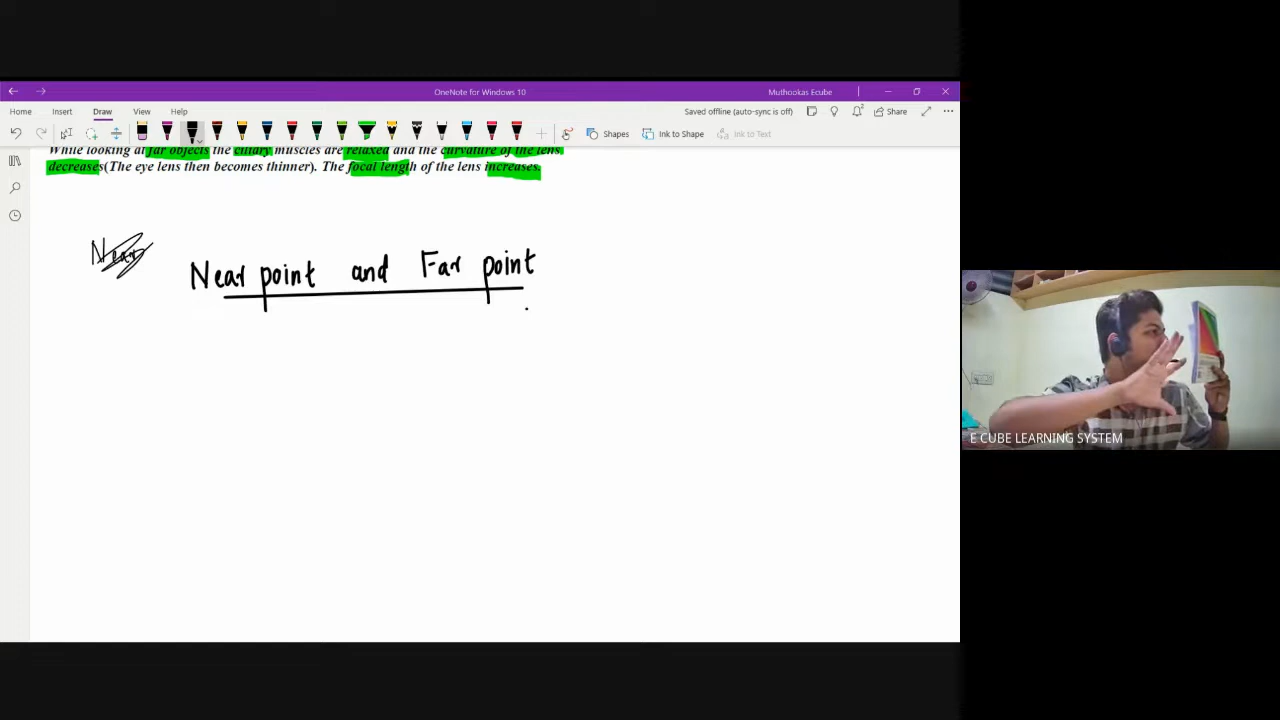 OneNote for Windows 10
Muthookas Ecube
Home Insert Draw View Help
Saved offline (auto-sync is off)
Share
Shapes
Ink to Shape
Ink to Text
While looking at far objects the ciliary muscles are relaxed and the curvature of the lens
decreases(The eye lens then becomes thinner). The focal length of the lens increases.
Near
Near point and Far point
E CUBE LEARNING SYSTEM